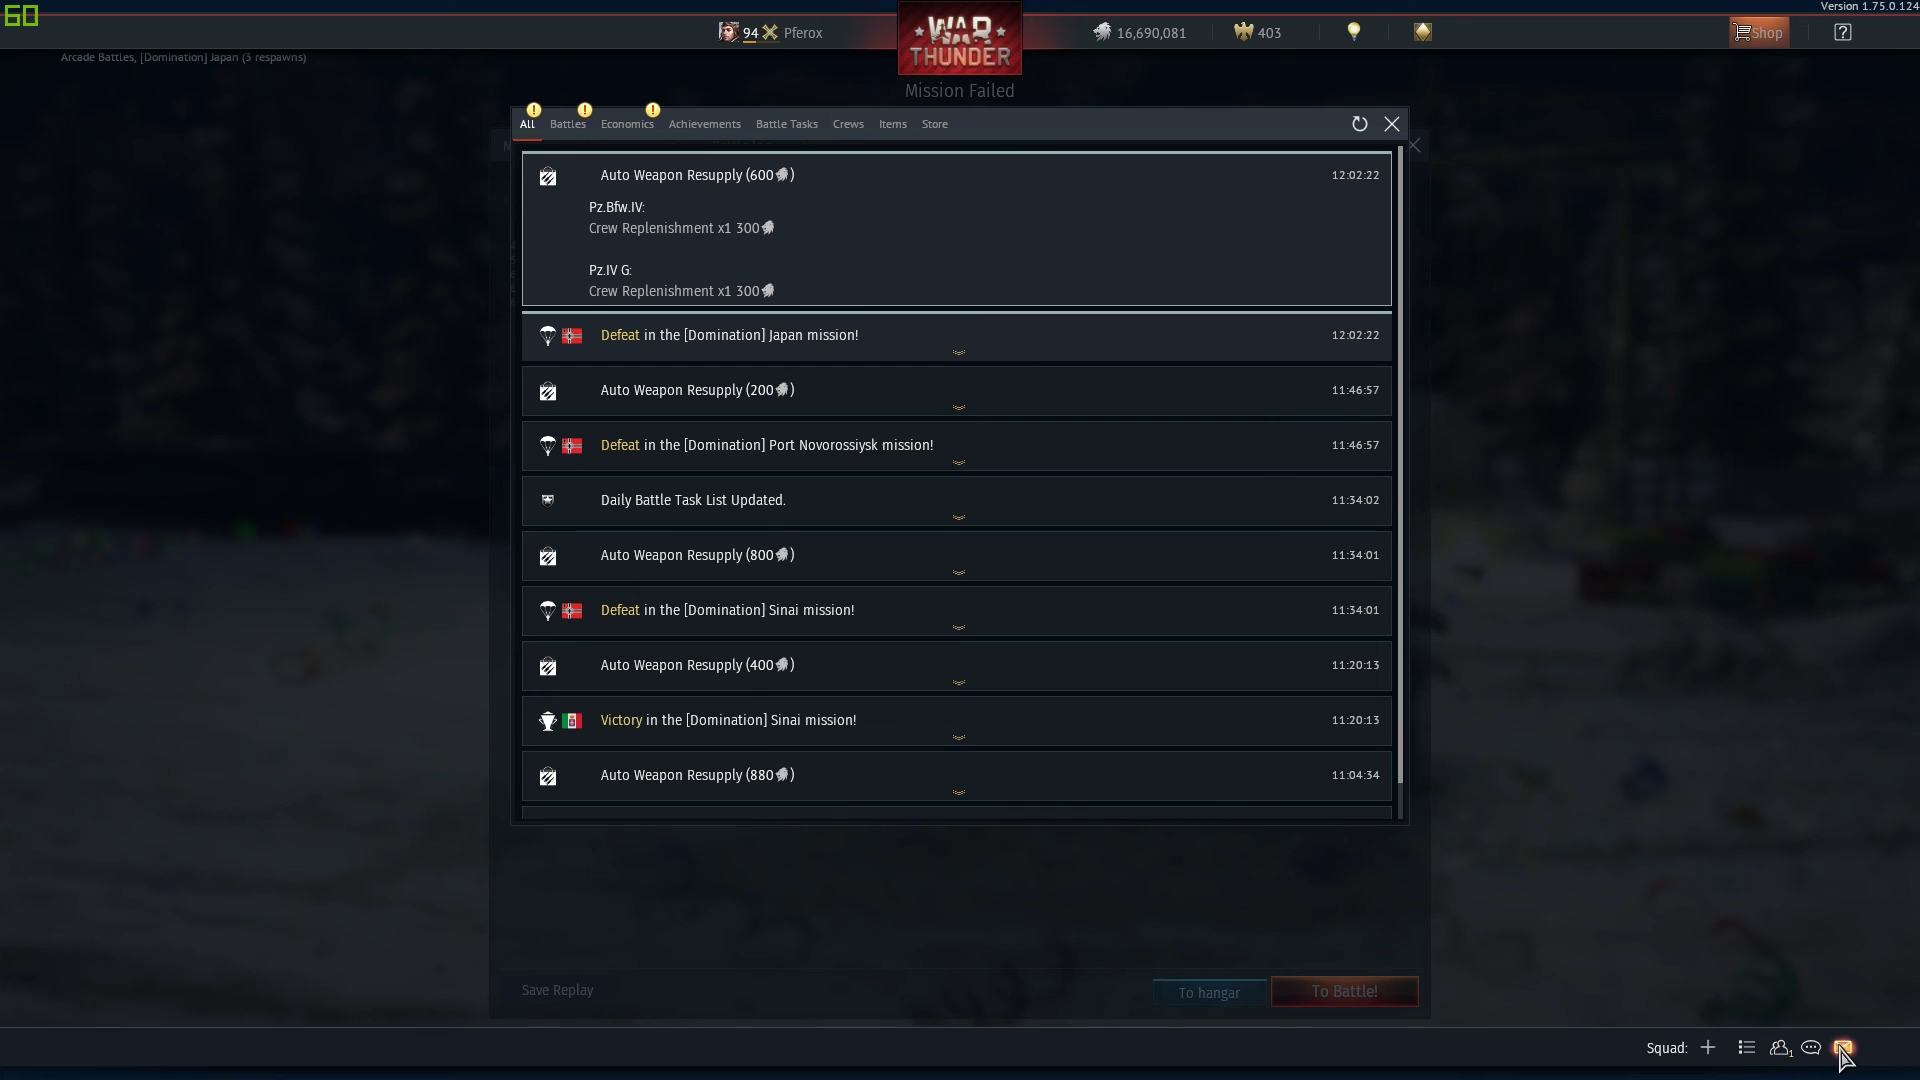 60
Version 1.75.0.124
94 Pferox
WAR THUNDER
16,690,081
403
Shop
Arcade Battles, [Domination] Japan (3 respawns)
Mission Failed
All Battles Economics Achievements Battle Tasks Crews Items Store
Auto Weapon Resupply (600) 12:02:22
Pz.Bfw.IV:
Crew Replenishment x1 300
Pz.IV G:
Crew Replenishment x1 300
Defeat in the [Domination] Japan mission! 12:02:22
Auto Weapon Resupply (200) 11:46:57
Defeat in the [Domination] Port Novorossiysk mission! 11:46:57
Daily Battle Task List Updated. 11:34:02
Auto Weapon Resupply (800) 11:34:01
Defeat in the [Domination] Sinai mission! 11:34:01
Auto Weapon Resupply (400) 11:20:13
Victory in the [Domination] Sinai mission! 11:20:13
Auto Weapon Resupply (880) 11:04:34
Save Replay
To hangar
To Battle!
Squad:
1